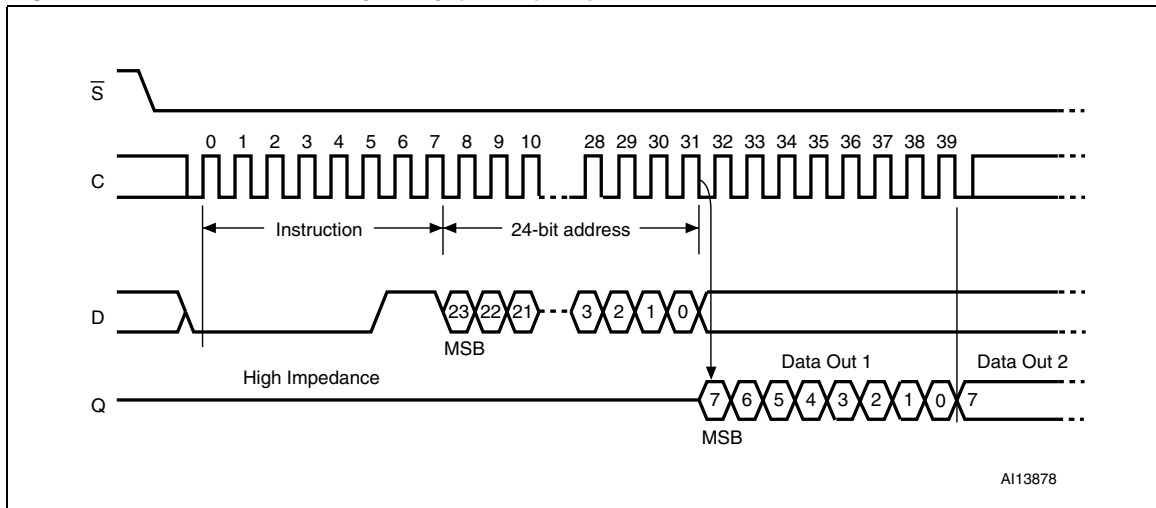 S
0 1 2 3 4 5 6 7 8 9 10 28 29 30 31 32 33 34 35 36 37 38 39
C
Instruction 24-bit address
D 23 22 21 3 2 1 0
MSB
High Impedance Data Out 1 Data Out 2
Q 7 6 5 4 3 2 1 0 7
MSB
AI13878